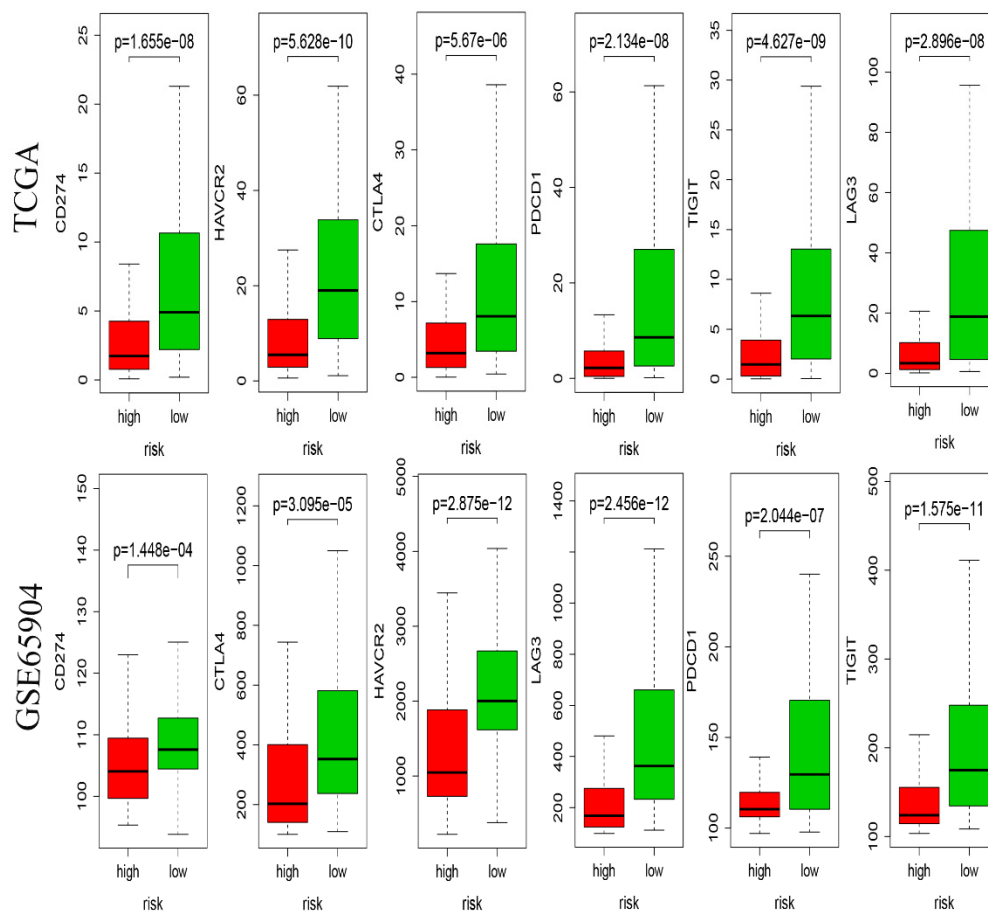 TCGA
CD274
0 5 10 15 20 25
p=1.655e−08
high low
risk
HAVCR2
0 20 40 60
p=5.628e−10
high low
risk
CTLA4
0 10 20 30 40
p=5.67e−06
high low
risk
PDCD1
0 20 40 60
p=2.134e−08
high low
risk
TIGIT
0 5 10 15 20 25 30 35
p=4.627e−09
high low
risk
LAG3
0 20 40 60 80 100
p=2.896e−08
high low
risk
GSE65904
CD274
100 110 120 130 140 150
p=1.448e−04
high low
risk
CTLA4
200 400 600 800 1000 1200
p=3.095e−05
high low
risk
HAVCR2
1000 2000 3000 4000 5000
p=2.875e−12
high low
risk
LAG3
200 400 600 800 1000 1400
p=2.456e−12
high low
risk
PDCD1
100 150 200 250
p=2.044e−07
high low
risk
TIGIT
100 200 300 400 500
p=1.575e−11
high low
risk